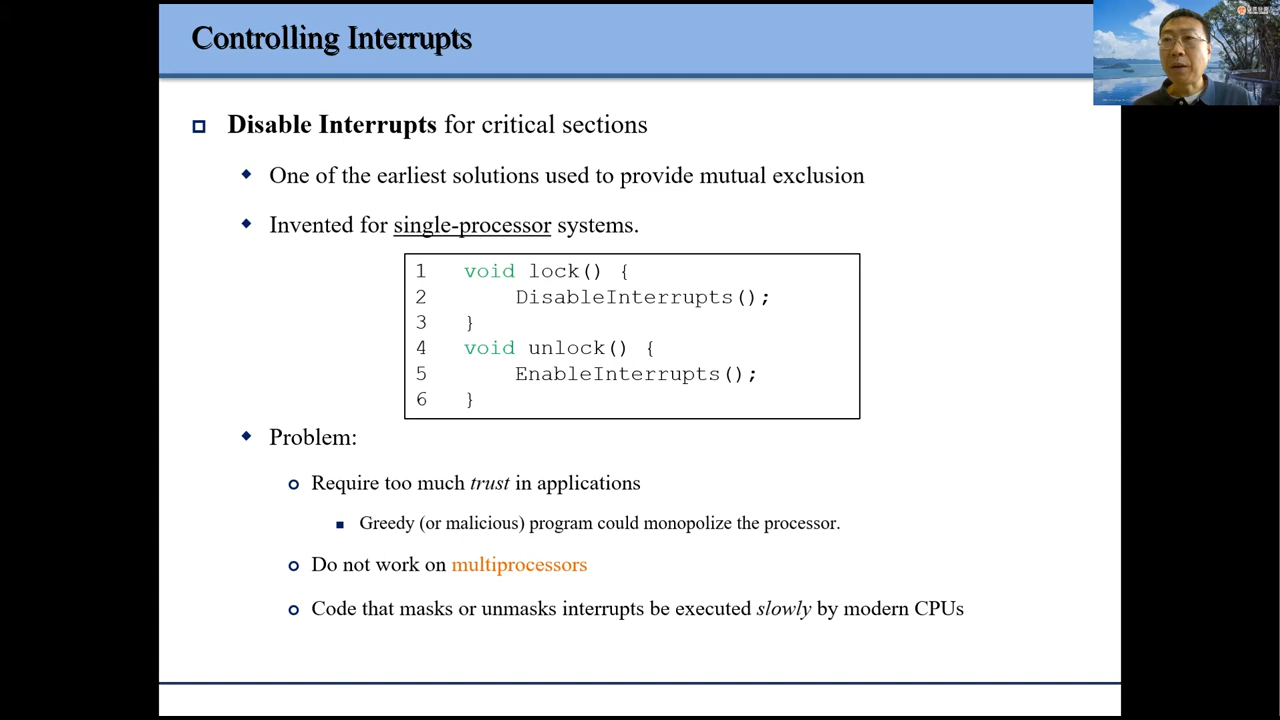 Controlling Interrupts
Disable Interrupts for critical sections
One of the earliest solutions used to provide mutual exclusion
Invented for single-processor systems.
1 void lock() {
2 DisableInterrupts();
3 }
4 void unlock() {
5 EnableInterrupts();
6 }
Problem:
Require too much trust in applications
Greedy (or malicious) program could monopolize the processor.
Do not work on multiprocessors
Code that masks or unmasks interrupts be executed slowly by modern CPUs